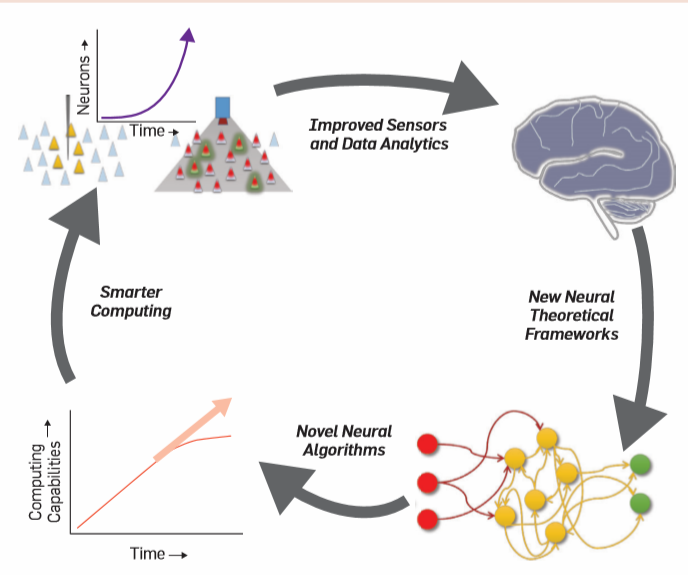 Neurons
Time
Improved Sensors
and Data Analytics
New Neural
Theoretical
Frameworks
Novel Neural
Algorithms
Computing
Capabilities
Time
Smarter
Computing